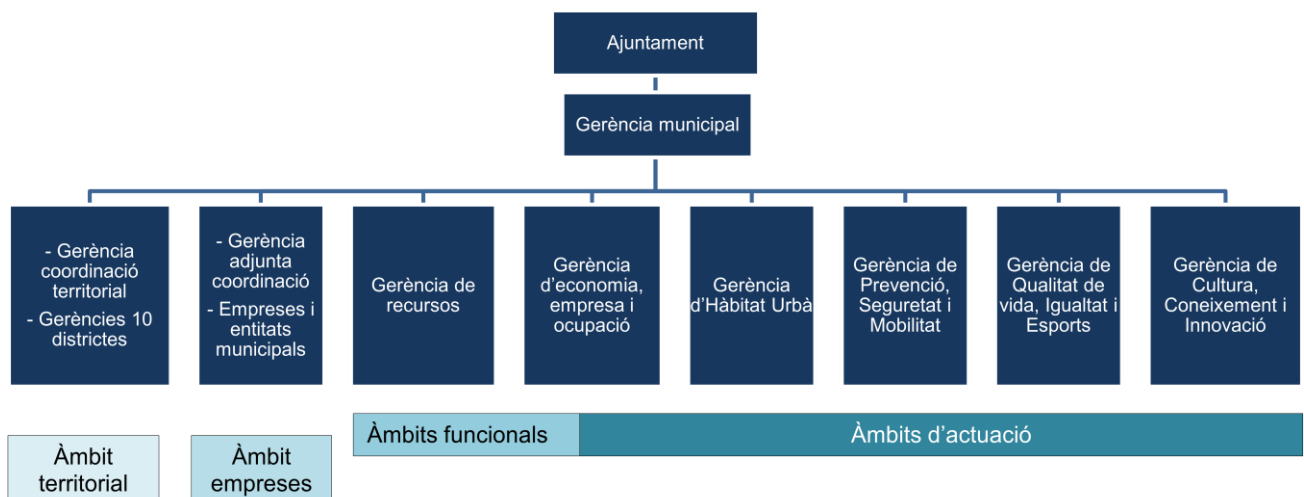 Ajuntament
Gerència municipal
- Gerència
coordinació
territorial
- Gerències 10
districtes
- Gerència
adjunta
coordinació
- Empreses i
entitats
municipals
Gerència de
recursos
Gerència
d’economia,
empresa i
ocupació
Gerència
d’Hàbitat Urbà
Gerència de
Prevenció,
Seguretat i
Mobilitat
Gerència de
Qualitat de
vida, Igualtat i
Esports
Gerència de
Cultura,
Coneixement i
Innovació
Àmbits funcionals
Àmbits d’actuació
Àmbit
territorial
Àmbit
empreses